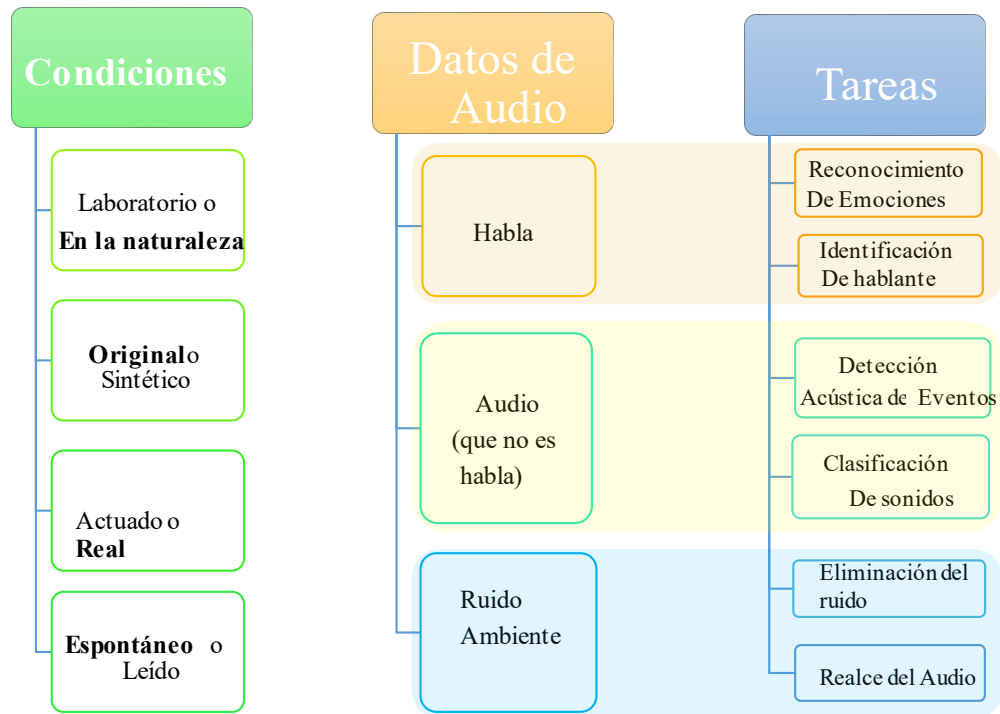 Condiciones
Laboratorio o
En la naturaleza
Original o
Sintético
Actuado o
Real
Espontáneo o
Leído
Datos de
Audio
Habla
Audio
(que no es
habla)
Ruido
Ambiente
Tareas
Reconocimiento
De Emociones
Identificación
De hablante
Detección
Acústica de Eventos
Clasificación
De sonidos
Eliminación del
ruido
Realce del Audio